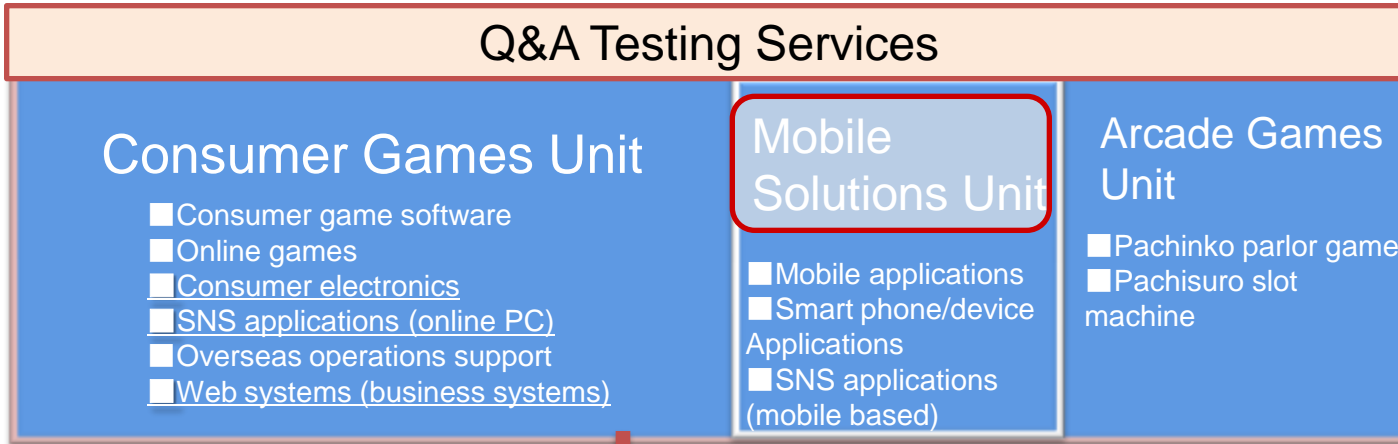 Q&A Testing Services
Consumer Games Unit
■Consumer game software
■Online games
■Consumer electronics
■SNS applications (online PC)
■Overseas operations support
■Web systems (business systems)
Mobile
Solutions Unit
■Mobile applications
■Smart phone/device
Applications
■SNS applications
(mobile based)
Arcade Games
Unit
■Pachinko parlor game
■Pachisuro slot
machine